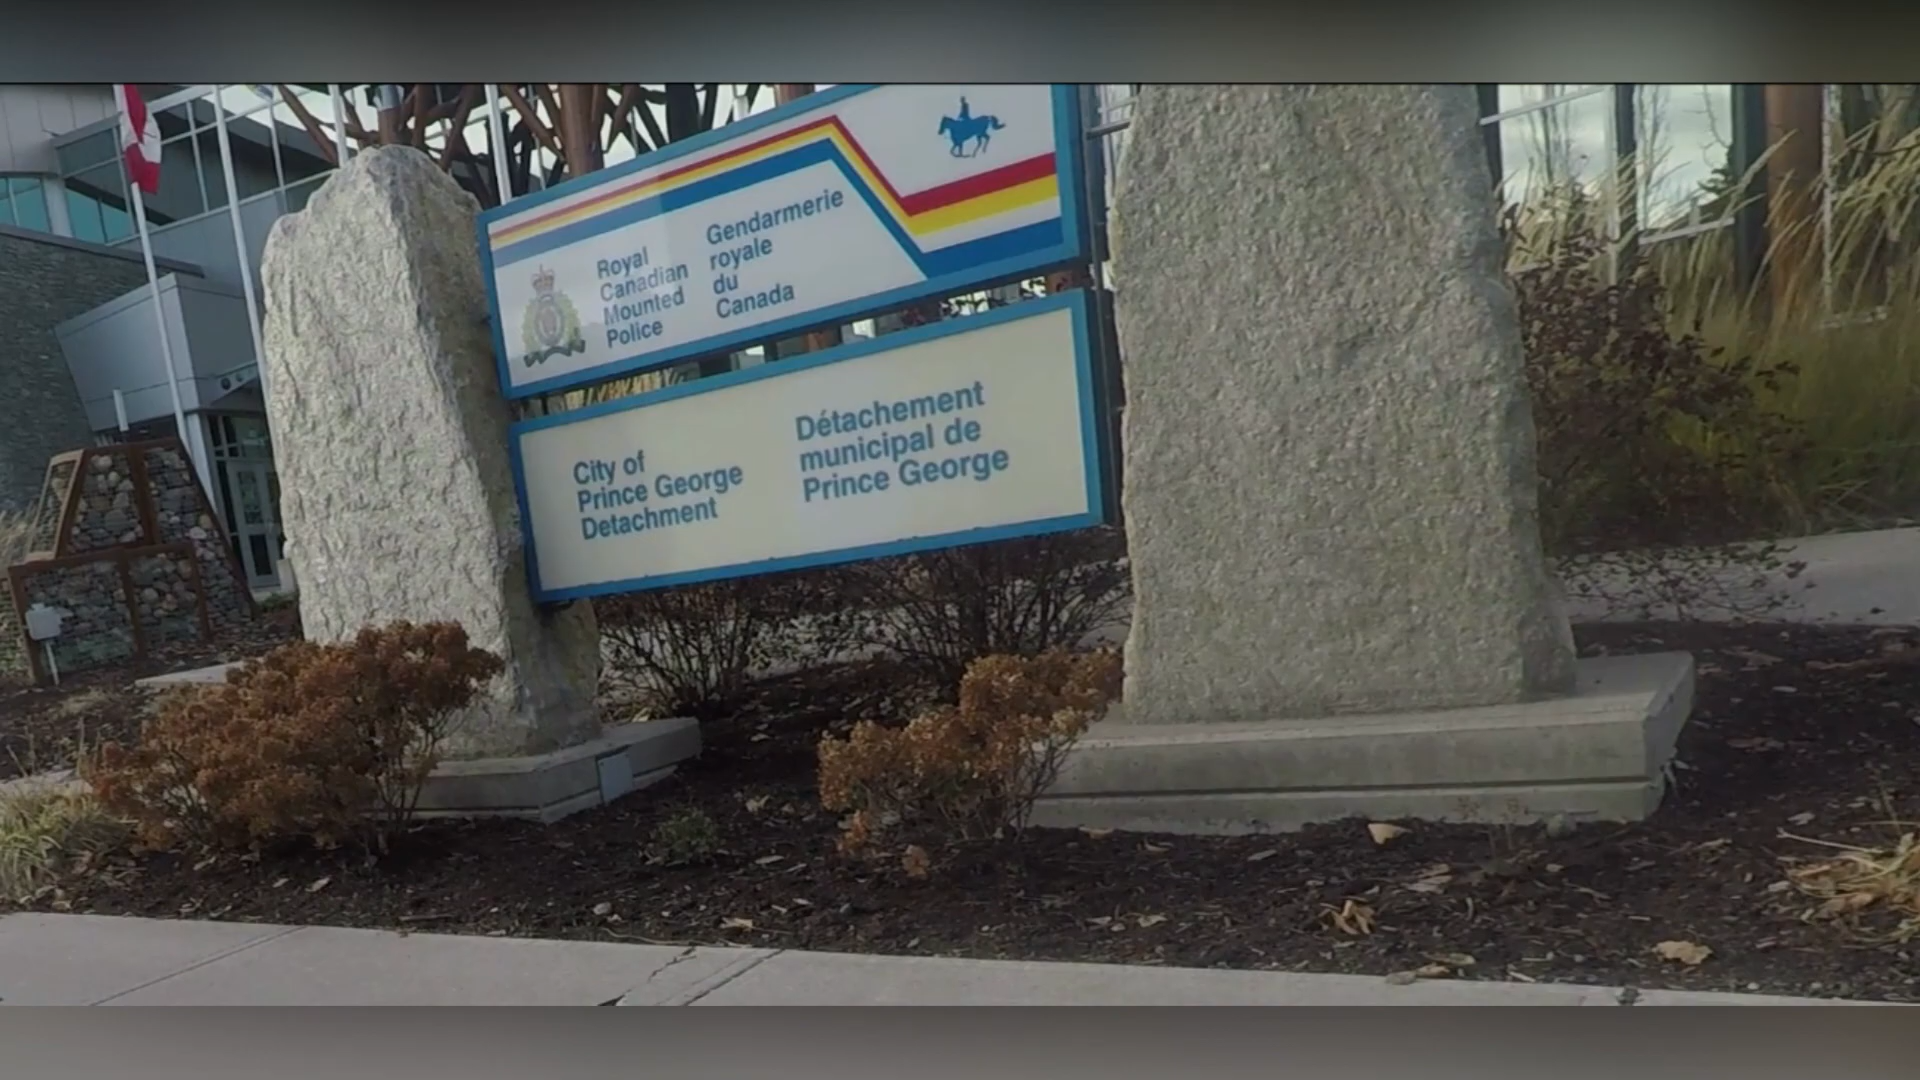 Royal
Canadian
Mounted
Police
Gendarmerie
royale
du
Canada
City of
Prince George
Detachment
Détachement
municipal de
Prince George